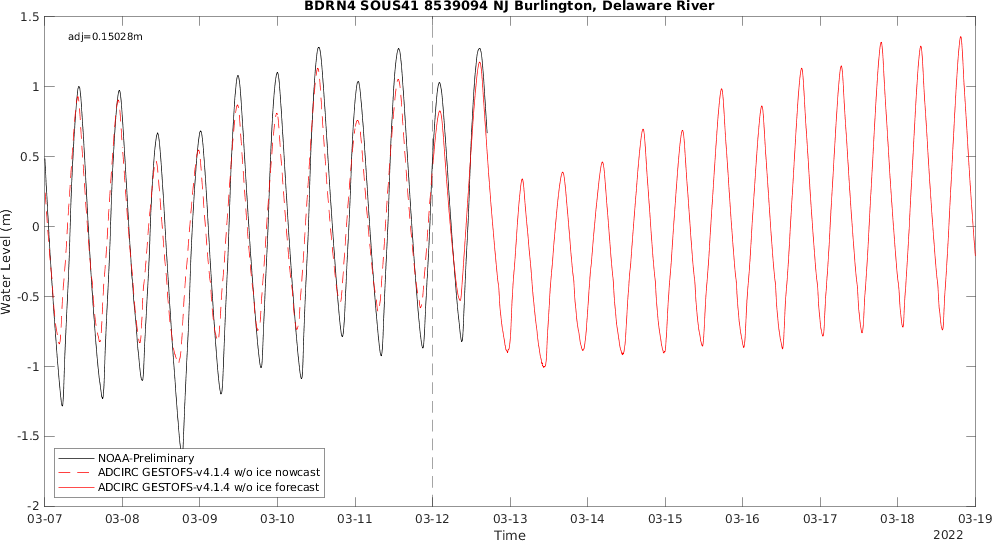 BDRN4 SOUS41 8539094 NJ Burlington, Delaware River
adj=0.15028m
1.5
1
0.5
0
-0.5
-1
-1.5
-2
Water Level (m)
NOAA-Preliminary
ADCIRC GESTOFS-v4.1.4 w/o ice nowcast
ADCIRC GESTOFS-v4.1.4 w/o ice forecast
03-07 03-08 03-09 03-10 03-11 03-12 03-13 03-14 03-15 03-16 03-17 03-18 03-19
Time
2022